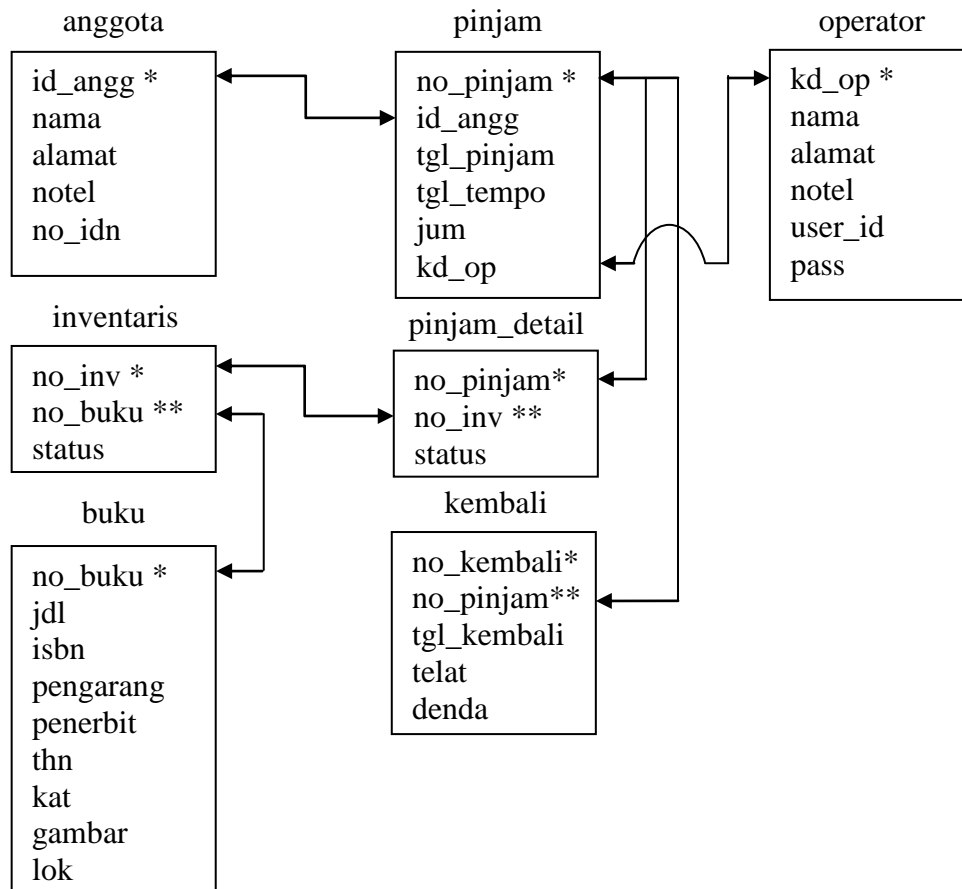 anggota
id_angg *
nama
alamat
notel
no_idn
pinjam
no_pinjam *
id_angg
tgl_pinjam
tgl_tempo
jum
kd_op
operator
kd_op *
nama
alamat
notel
user_id
pass
inventaris
no_inv *
no_buku **
status
pinjam_detail
no_pinjam*
no_inv **
status
buku
no_buku *
jdl
isbn
pengarang
penerbit
thn
kat
gambar
lok
kembali
no_kembali*
no_pinjam**
tgl_kembali
telat
denda